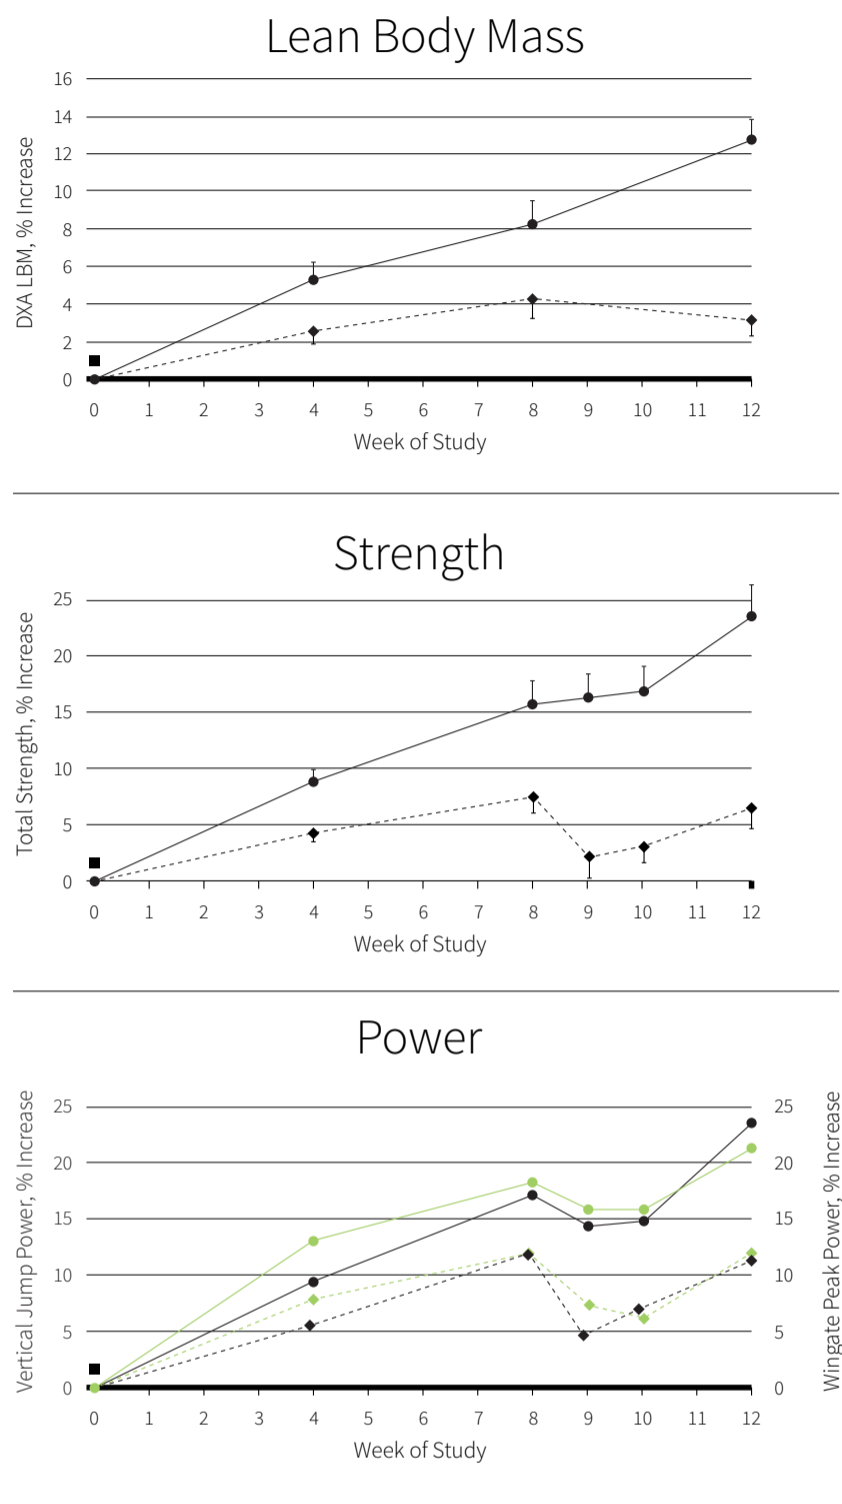 Lean Body Mass
DXA LBM, % Increase
16
14
12
10
8
6
4
2
0
0 1 2 3 4 5 6 7 8 9 10 11 12
Week of Study
Strength
Total Strength, % Increase
25
20
15
10
5
0
0 1 2 3 4 5 6 7 8 9 10 11 12
Week of Study
Power
Vertical Jump Power, % Increase
Wingate Peak Power, % Increase
25 25
20 20
15 15
10 10
5 5
0 0
0 1 2 3 4 5 6 7 8 9 10 11 12
Week of Study